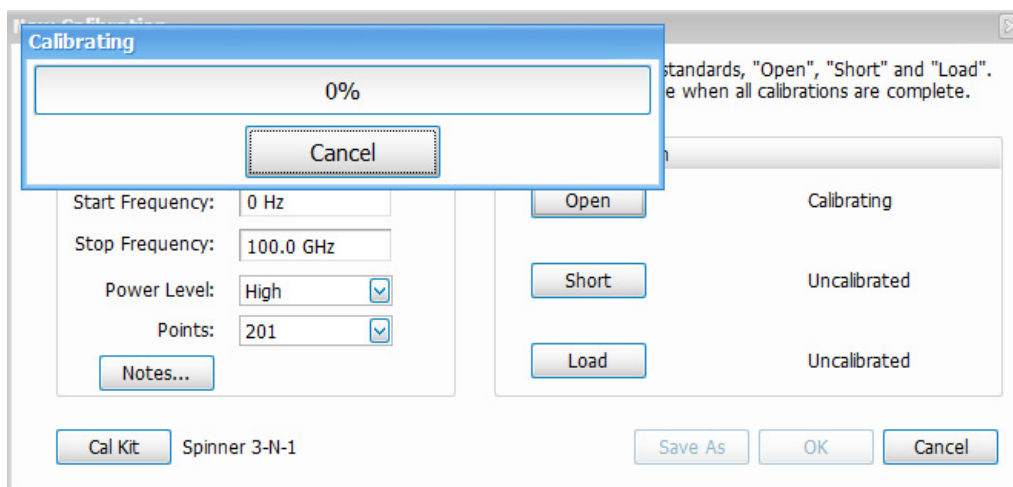 Calibrating
standards, "Open", "Short" and "Load".
0%
when all calibrations are complete.
Cancel
Start Frequency: 0 Hz
Open Calibrating
Stop Frequency: 100.0 GHz
Power Level: High
Short Uncalibrated
Points: 201
Load Uncalibrated
Notes...
Cal Kit Spinner 3-N-1
Save As OK Cancel